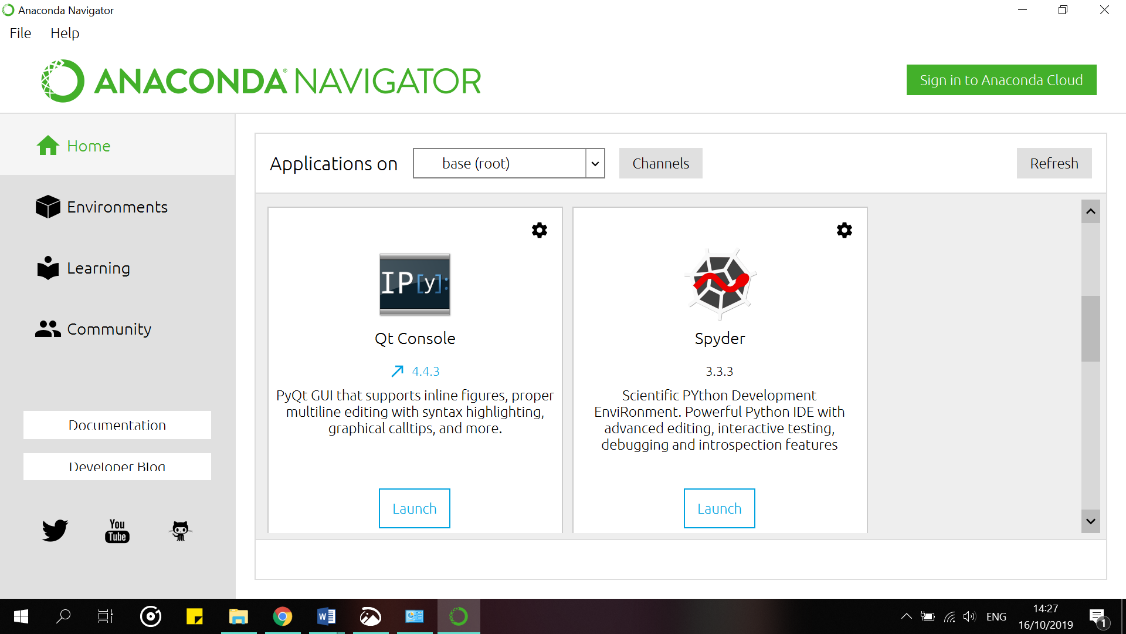 Anaconda Navigator
File Help
ANACONDA NAVIGATOR
Sign in to Anaconda Cloud
Home
Environments
Learning
Community
Documentation
Developer Blog
You
Tube
Applications on base (root) Channels Refresh
IP[y]:
Qt Console
4.4.3
PyQt GUI that supports inline figures, proper
multiline editing with syntax highlighting,
graphical calltips, and more.
Launch
Spyder
3.3.3
Scientific PYthon Development
EnviRonment. Powerful Python IDE with
advanced editing, interactive testing,
debugging and introspection features
Launch
ENG
14:27
16/10/2019
1